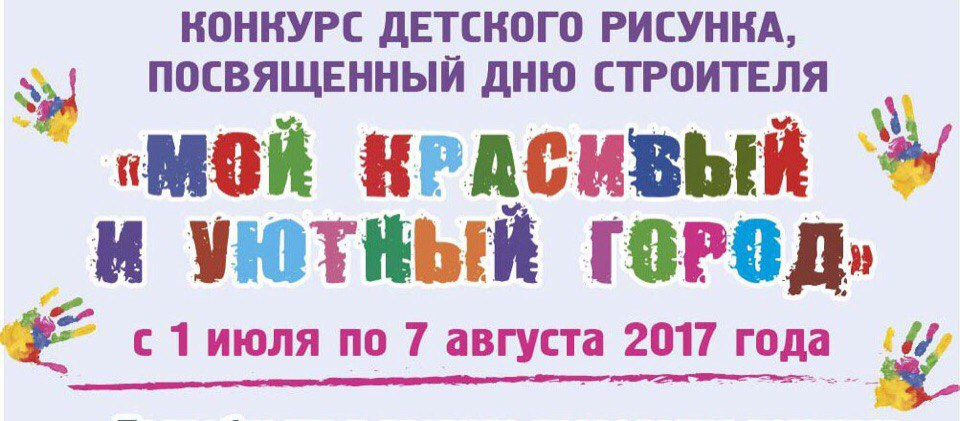 КОНКУРС ДЕТСКОГО РИСУНКА,
ПОСВЯЩЕННЫЙ ДНЮ СТРОИТЕЛЯ
«МОЙ КРАСИВЫЙ
И УЮТНЫЙ ГОРОД»
с 1 июля по 7 августа 2017 года